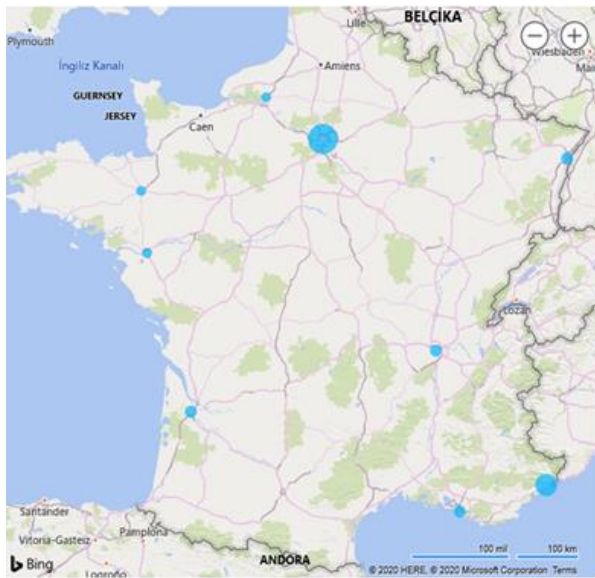 Lille
BELÇİKA
Plymouth
Wiesbaden
İngiliz Kanalı
Amiens
GUERNSEY
JERSEY
Caen
Lozan
Santander
Vitoria-Gasteiz
Pamplona
Logroño
ANDORA
100 mil
100 km
Bing
© 2020 HERE, © 2020 Microsoft Corporation Terms